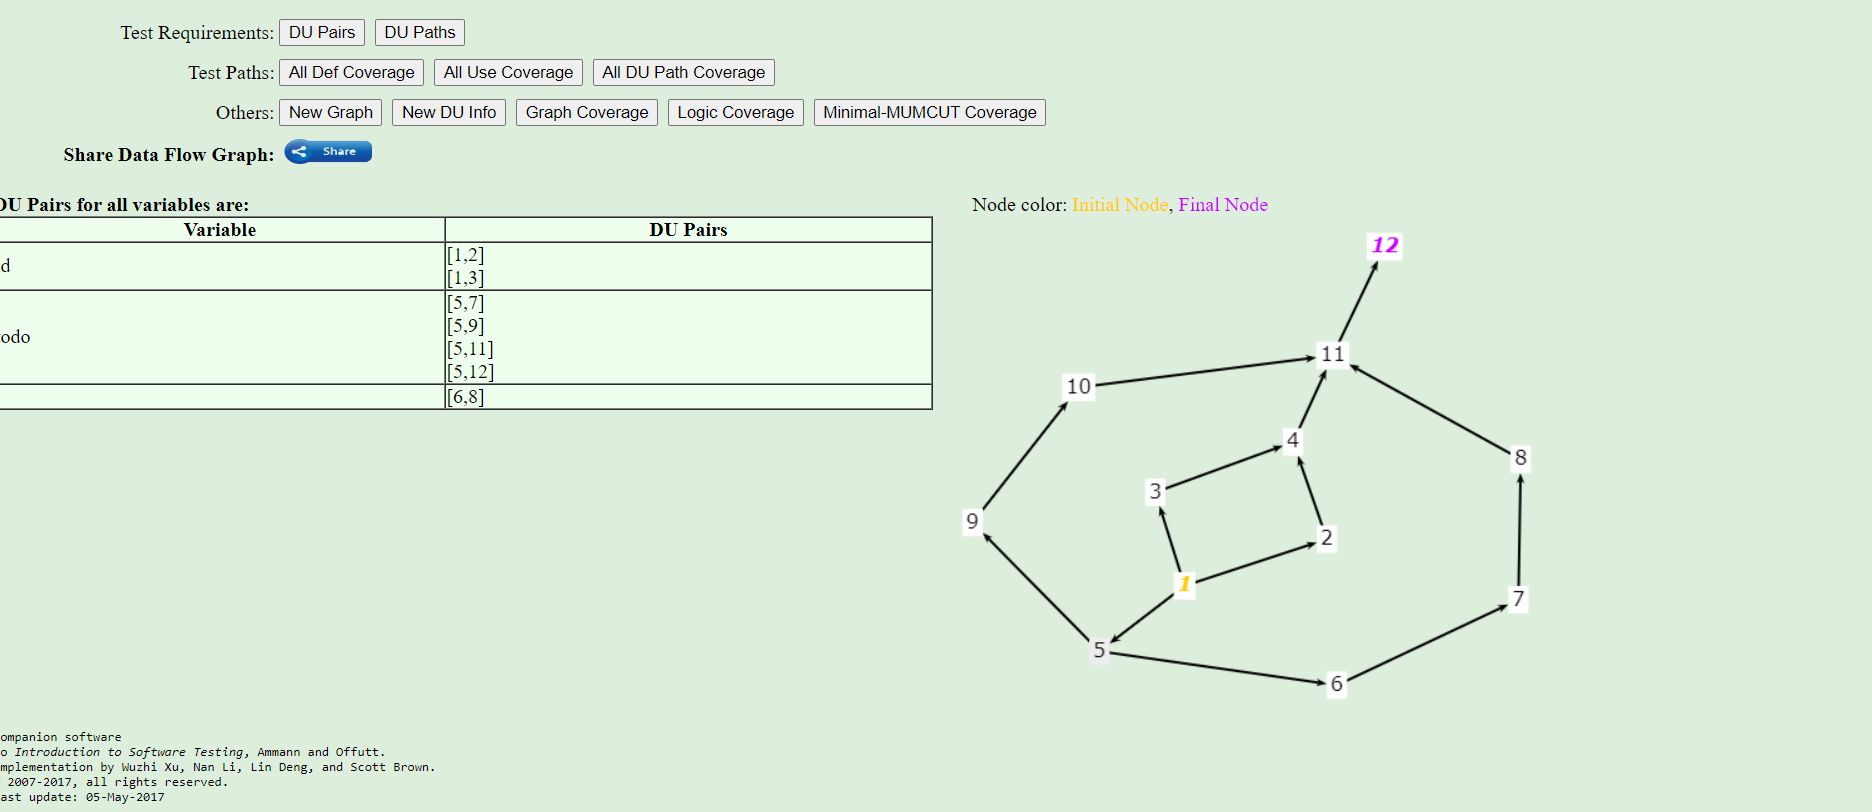 Test Requirements: DU Pairs DU Paths
Test Paths: All Def Coverage All Use Coverage All DU Path Coverage
Others: New Graph New DU Info Graph Coverage Logic Coverage Minimal-MUMCUT Coverage
Share Data Flow Graph: Share
DU Pairs for all variables are:
Variable DU Pairs
d
[1,2]
[1,3]
odo
[5,7]
[5,9]
[5,11]
[5,12]
[6,8]
Node color: Initial Node, Final Node
12
11
10
4
8
3
9
2
1
7
5
6
ompanion software
o Introduction to Software Testing, Ammann and Offutt.
mplementation by Wuzhi Xu, Nan Li, Lin Deng, and Scott Brown.
2007-2017, all rights reserved.
ast update: 05-May-2017